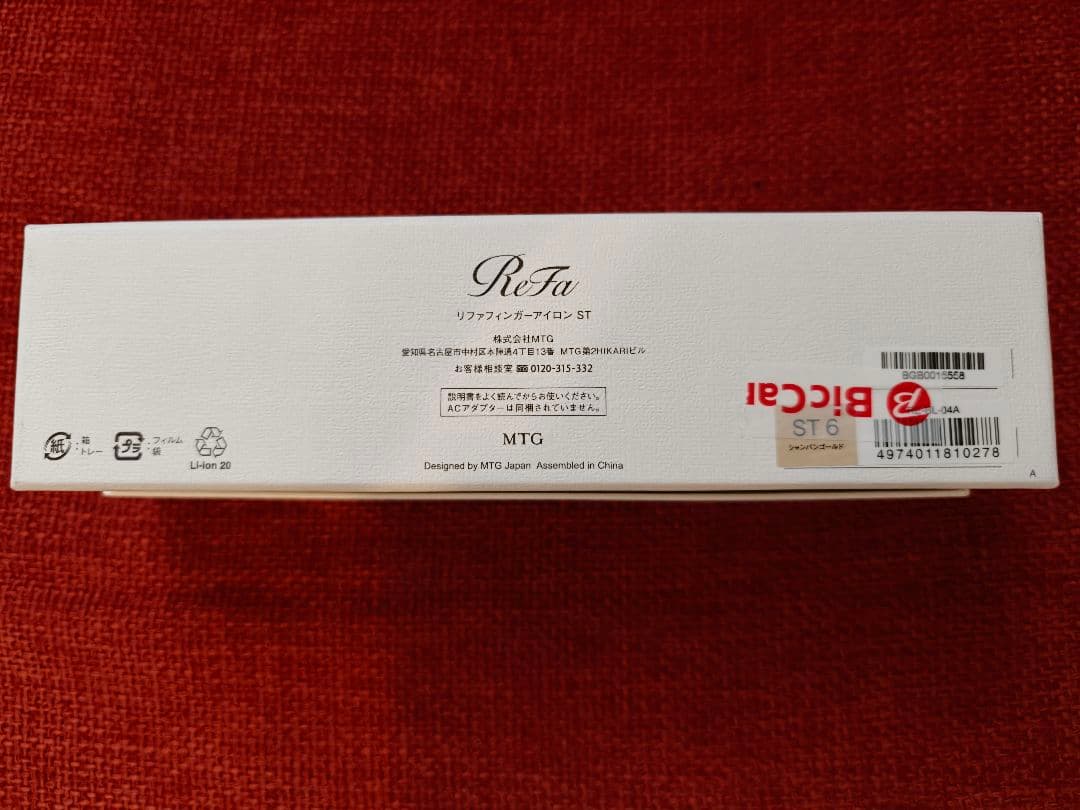 ReFa
リファフィンガーアイロン ST
株式会社MTG
愛知県名古屋市中村区本陣通4丁目13番 MTG第2HIKARIビル
お客様相談室 0120-315-332
説明書をよく読んでからお使いください。
ACアダプターは同梱されていません。
MTG
Designed by MTG Japan Assembled in China
紙 : 箱 トレー
プラ : フィルム 袋
Li-ion 20
BicCam
B
ST 6
シャンパンゴールド
L-04A
4974011810278
A